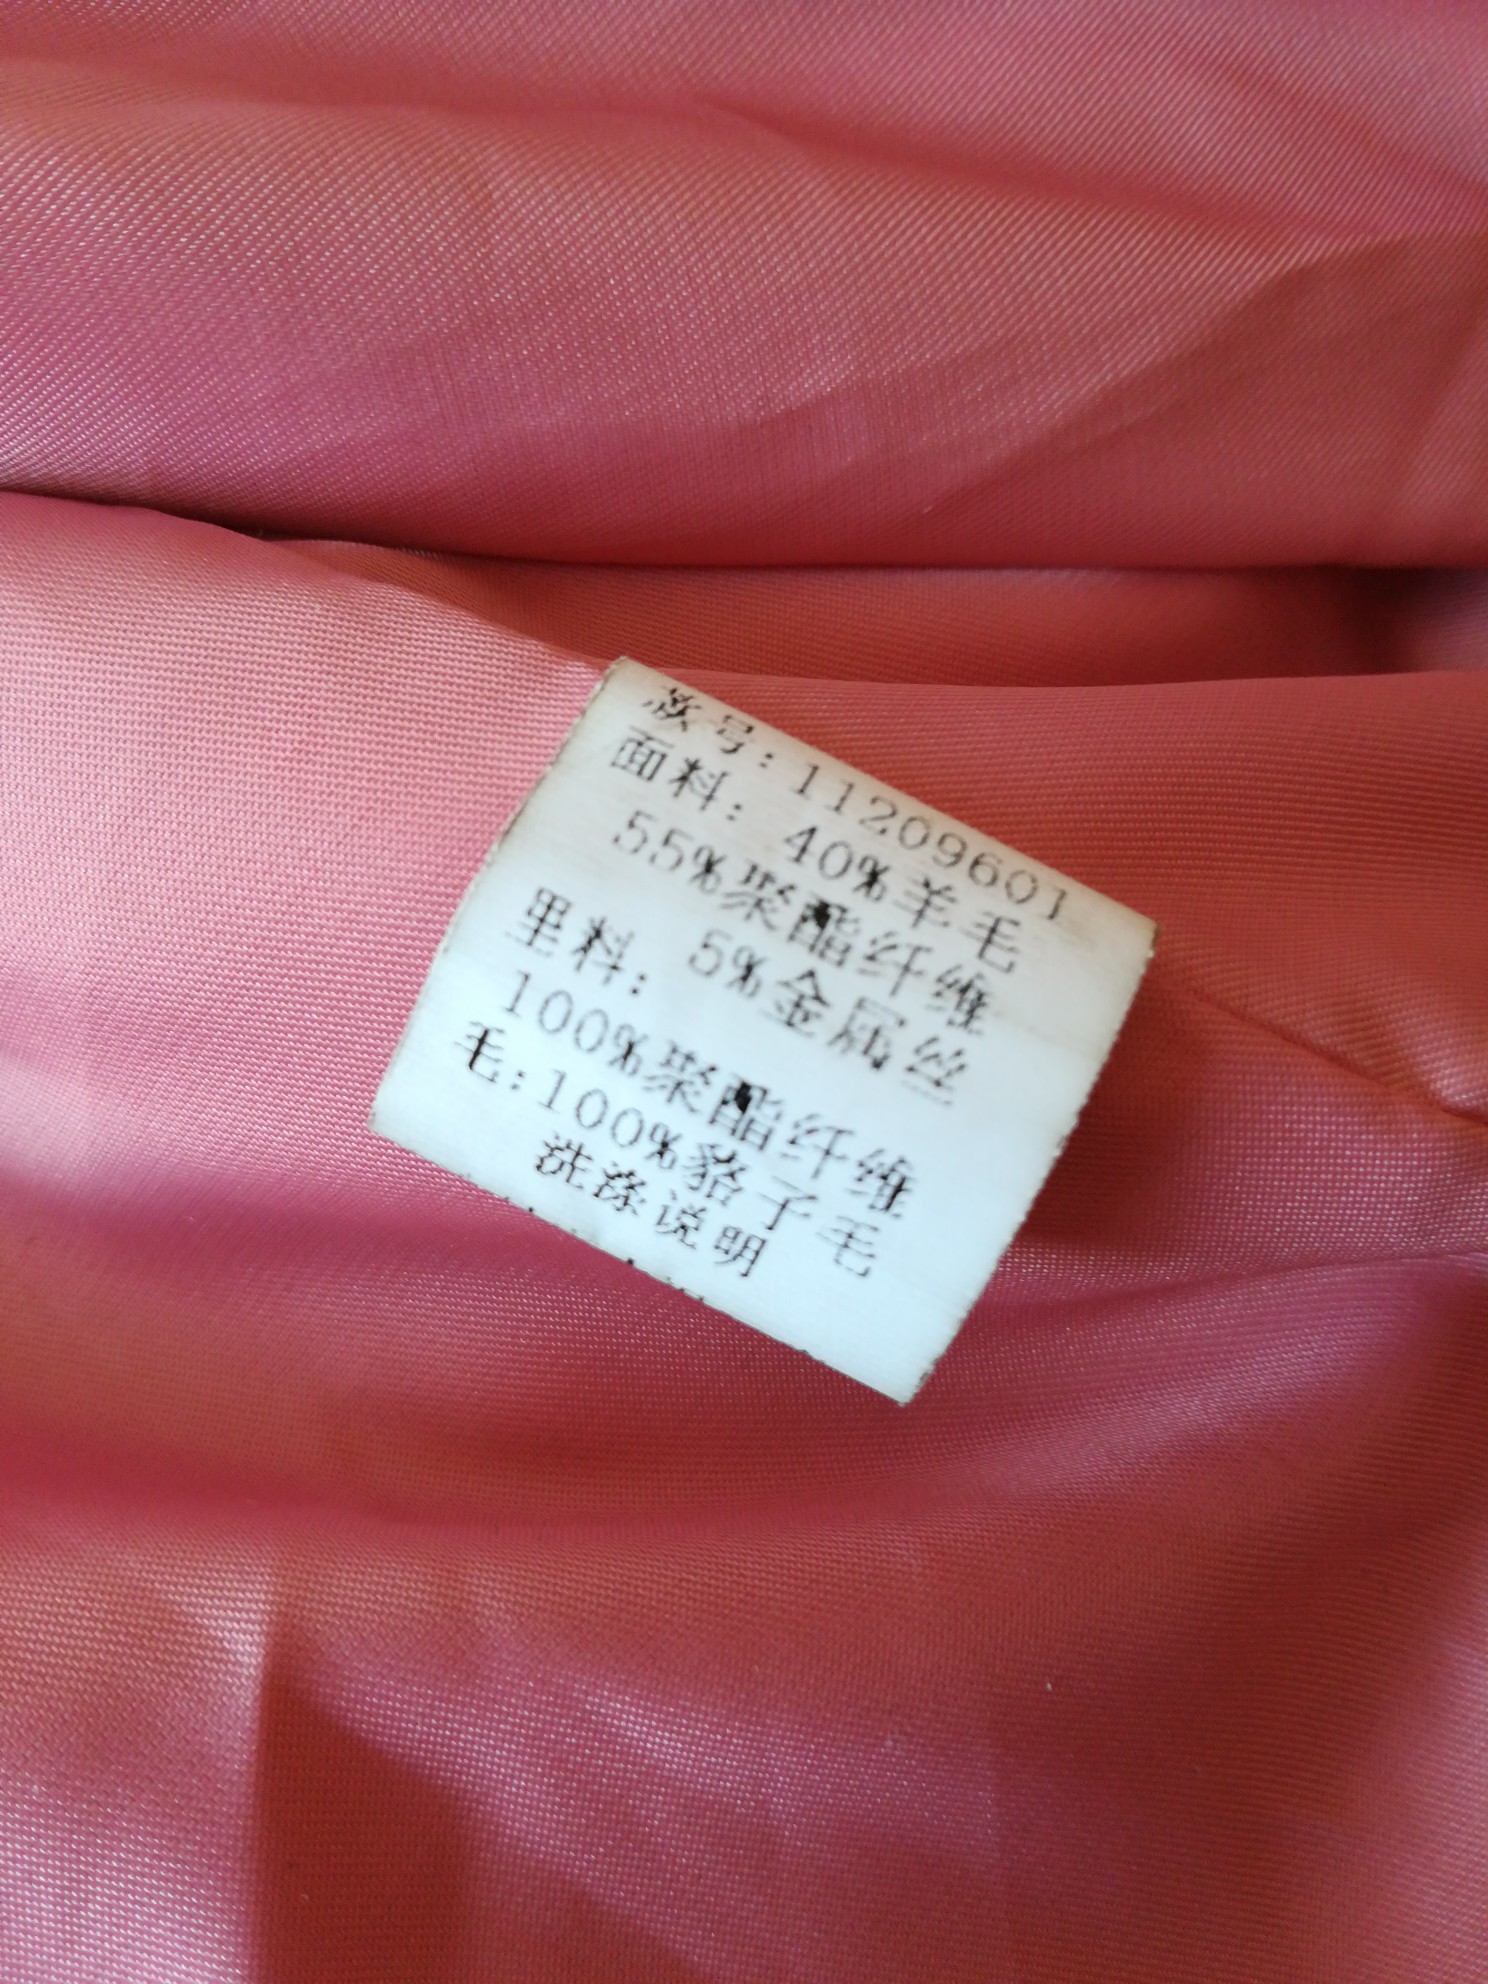 款号:11209601
面料: 40%羊毛
55%聚酯纤维
5%金属丝
里料:
100%聚酯纤维
毛:100%貉子毛
洗涤说明